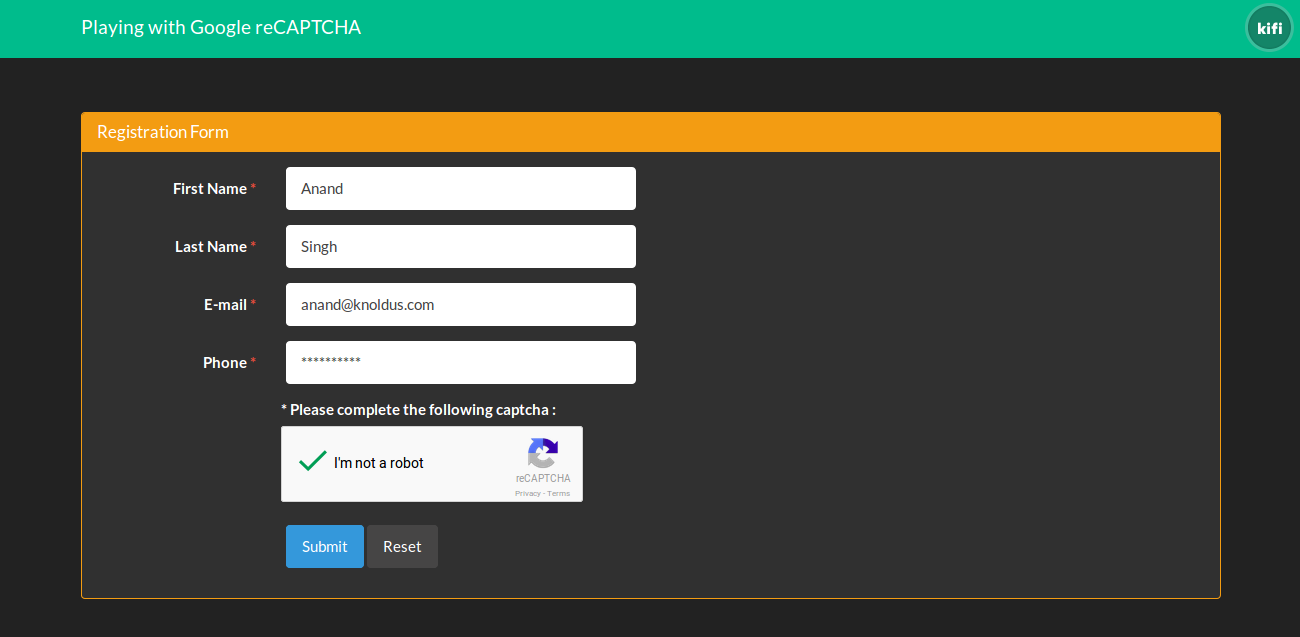 Playing with Google reCAPTCHA
kifi
Registration Form
First Name * Anand
Last Name * Singh
E-mail * anand@knoldus.com
Phone * **********
* Please complete the following captcha :
I'm not a robot
reCAPTCHA
Privacy - Terms
Submit Reset